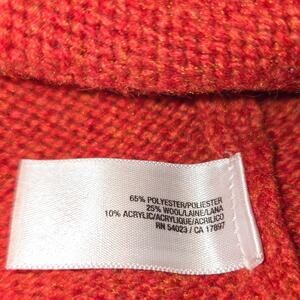 65% POLYESTER/POLIESTER
25% WOOL/LAINE/LANA
10% ACRYLIC/ACRYLIQUE/ACRILICO
RN 54023 / CA 17897